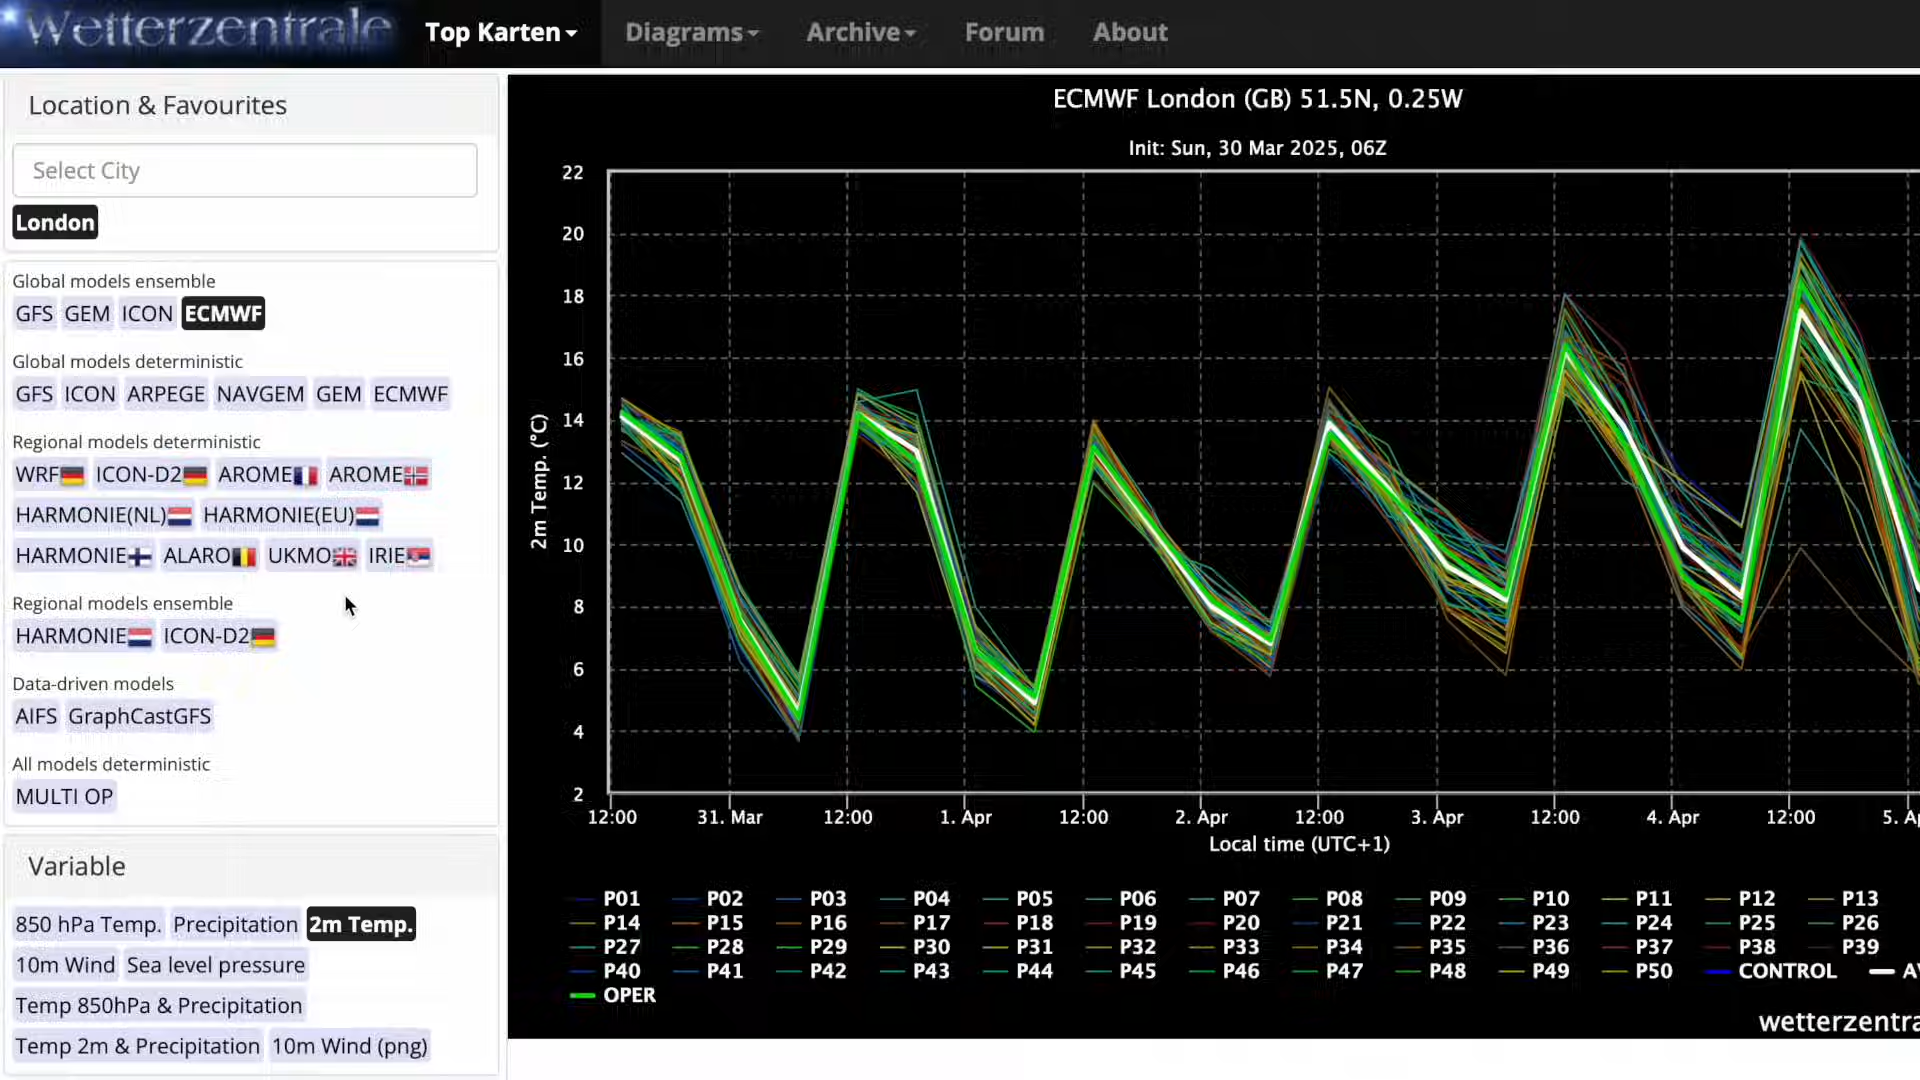 Wetterzentrale Top Karten Diagrams Archive Forum About
Location & Favourites
Select City
London
Global models ensemble
GFS GEM ICON ECMWF
Global models deterministic
GFS ICON ARPEGE NAVGEM GEM ECMWF
Regional models deterministic
WRF ICON-D2 AROME AROME
HARMONIE(NL) HARMONIE(EU)
HARMONIE ALARO UKMO IRIE
Regional models ensemble
HARMONIE ICON-D2
Data-driven models
AIFS GraphCastGFS
All models deterministic
MULTI OP
Variable
850 hPa Temp. Precipitation 2m Temp.
10m Wind Sea level pressure
Temp 850hPa & Precipitation
Temp 2m & Precipitation 10m Wind (png)
ECMWF London (GB) 51.5N, 0.25W
Init: Sun, 30 Mar 2025, 06Z
2m Temp. (°C)
22
20
18
16
14
12
10
8
6
4
2
12:00 31. Mar 12:00 1. Apr 12:00 2. Apr 12:00 3. Apr 12:00 4. Apr 12:00 5. Ap
Local time (UTC+1)
P01 P02 P03 P04 P05 P06 P07 P08 P09 P10 P11 P12 P13
P14 P15 P16 P17 P18 P19 P20 P21 P22 P23 P24 P25 P26
P27 P28 P29 P30 P31 P32 P33 P34 P35 P36 P37 P38 P39
P40 P41 P42 P43 P44 P45 P46 P47 P48 P49 P50 CONTROL AV
OPER
wetterzentra